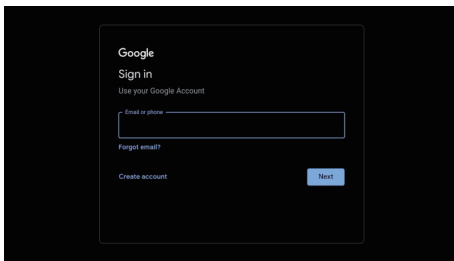 Google
Sign in
Use your Google Account
Email or phone
Forgot email?
Create account
Next